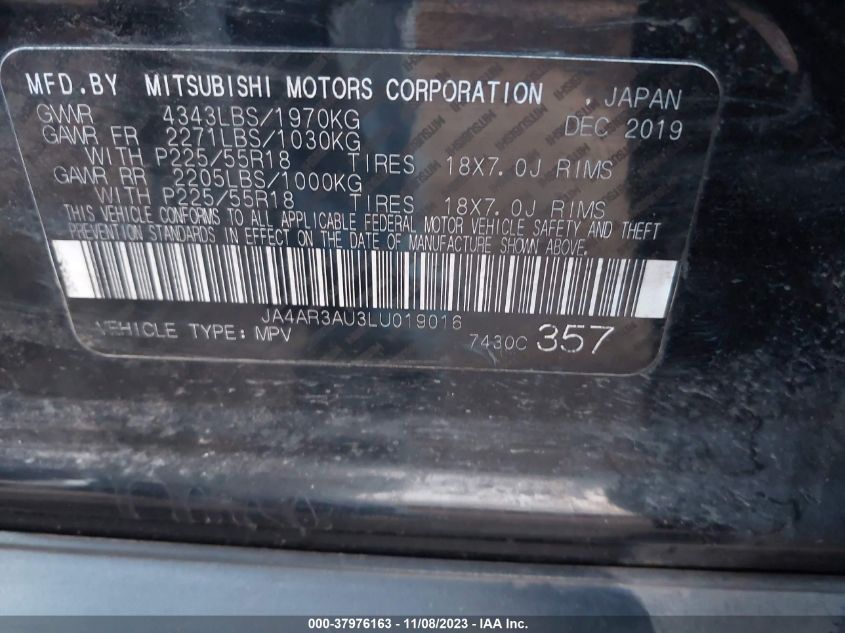 MFD.BY MITSUBISHI MOTORS CORPORATION , JAPAN
GVWR 4343LBS/1970KG DEC 2019
GAWR FR 2271LBS/1030KG
WITH P225/55R18 TIRES 18X7.0J RIMS
GAWR RR 2205LBS/1000KG
WITH P225/55R18 TIRES 18X7.0J RIMS
THIS VEHICLE CONFORMS TO ALL APPLICABLE FEDERAL MOTOR VEHICLE SAFETY AND THEFT
PREVENTION STANDARDS IN EFFECT ON THE DATE OF MANUFACTURE SHOWN ABOVE.
JA4AR3AU3LU019016
VEHICLE TYPE: MPV 7430C 357
000-37976163 - 11/08/2023 - © Under License to IAA, Inc.